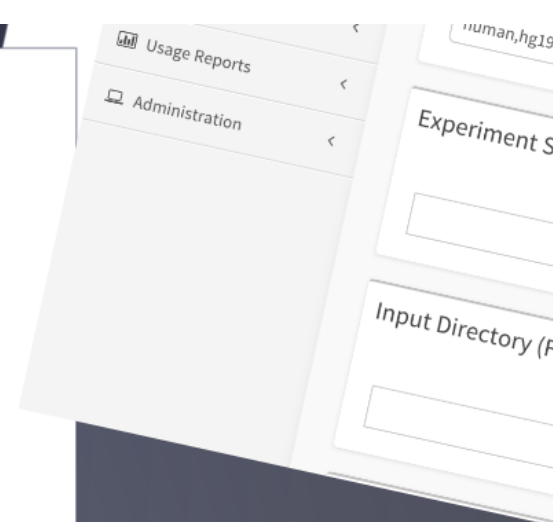 Usage Reports
Administration
human,hg19
Experiment S
Input Directory (F